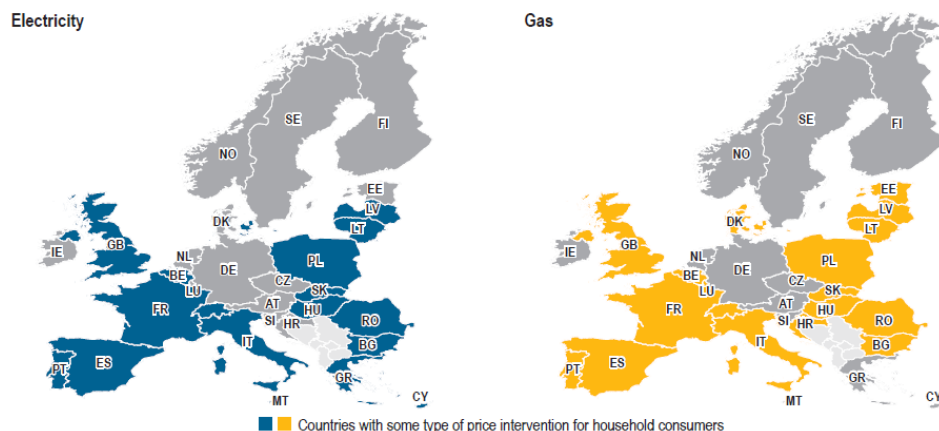 Electricity
SE
FI
NO
EE
LV
DK
LT
IE
GB
NL
PL
BE
DE
LU
CZ
SK
FR
AT
HU
SI
HR
RO
IT
BG
PT
ES
GR
MT
CY
Gas
SE
FI
NO
EE
LV
DK
LT
IE
GB
NL
PL
BE
DE
LU
CZ
SK
FR
AT
HU
SI
HR
RO
IT
BG
PT
ES
GR
MT
CY
Countries with some type of price intervention for household consumers